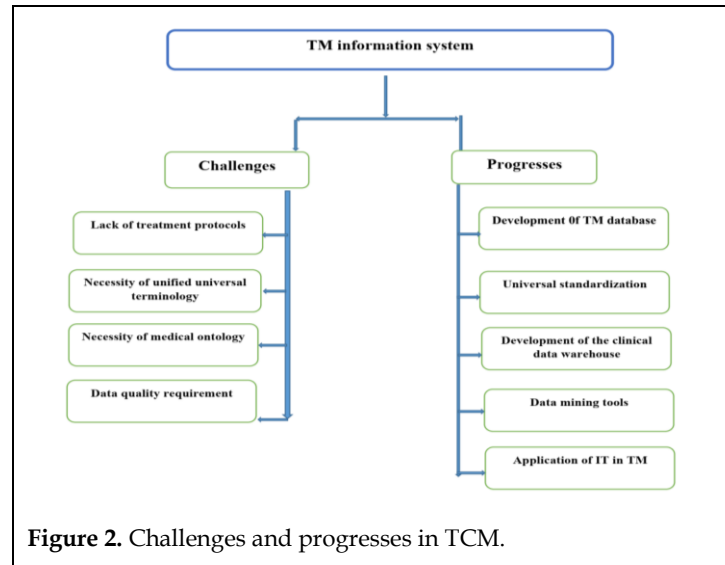 TM information system
Challenges
Progresses
Lack of treatment protocols
Necessity of unified universal
terminology
Necessity of medical ontology
Data quality requirement
Development 0f TM database
Universal standardization
Development of the clinical
data warehouse
Data mining tools
Application of IT in TM
Figure 2. Challenges and progresses in TCM.